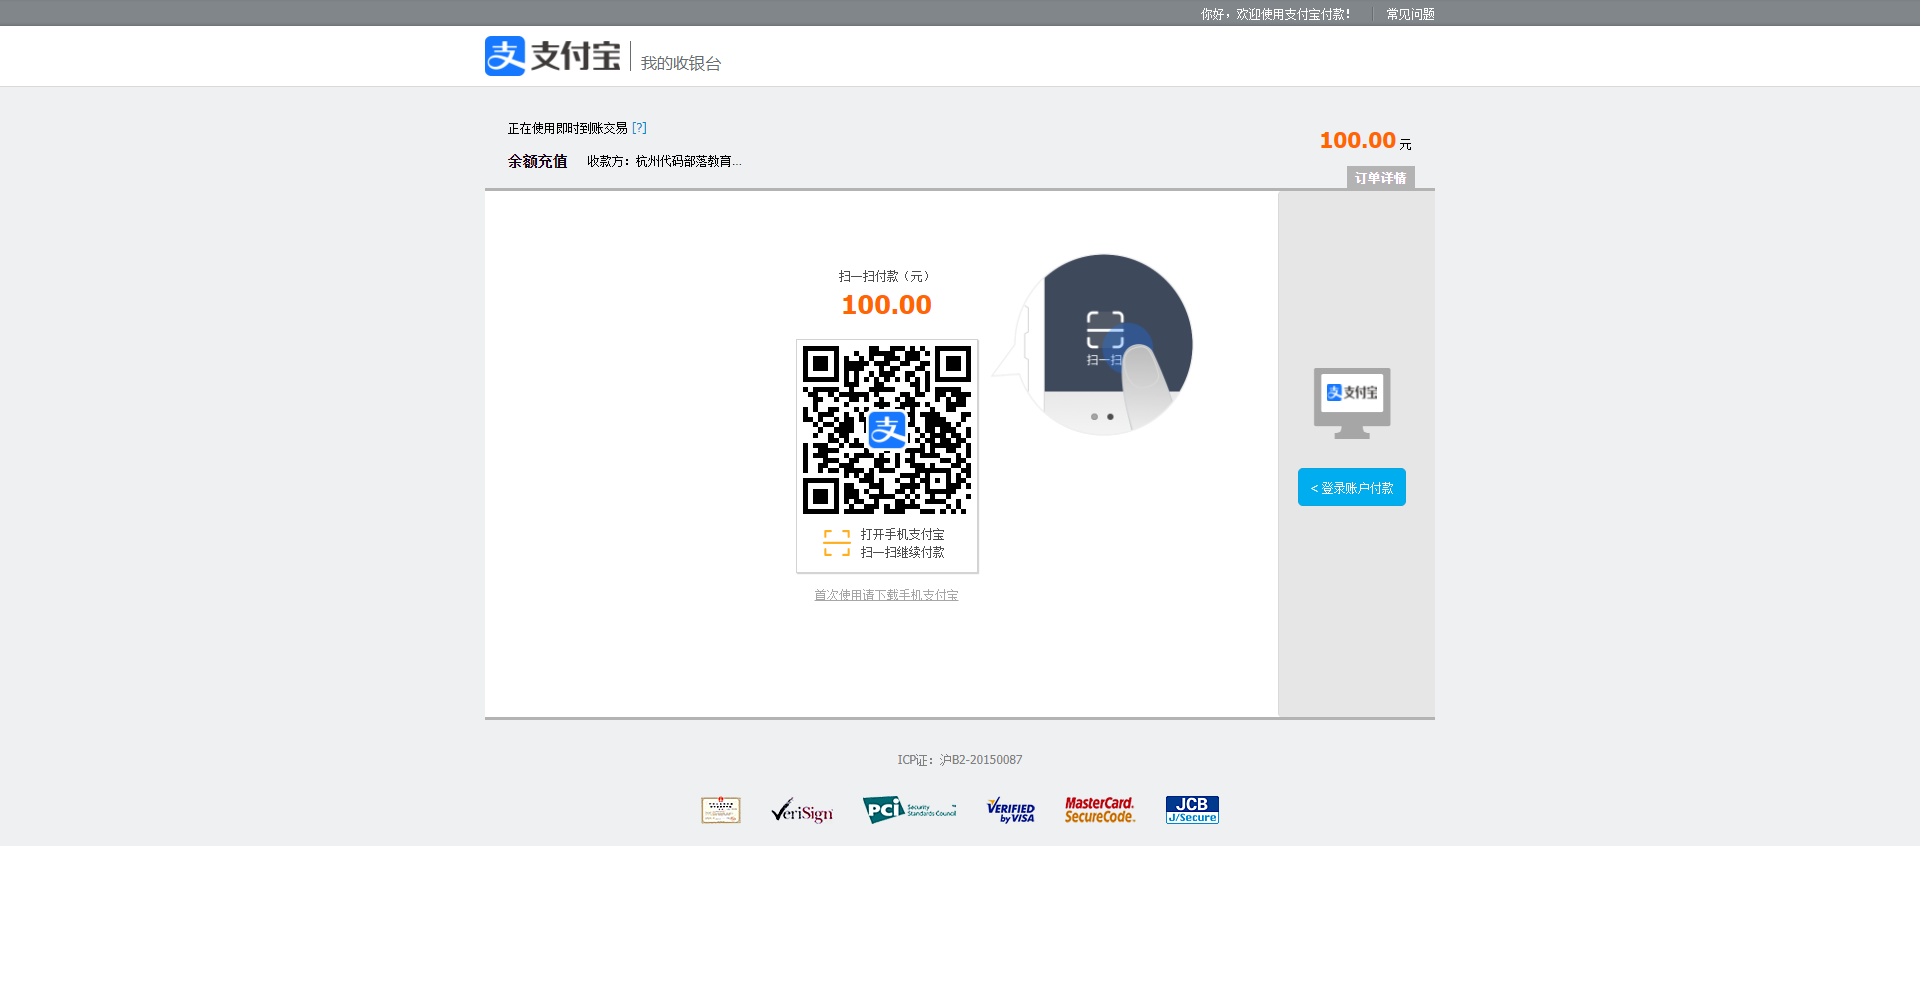 你好，欢迎使用支付宝付款！
常见问题
支付宝
我的收银台
正在使用即时到账交易 [?]
余额充值 收款方：杭州代码部落教育...
100.00 元
订单详情
扫一扫付款（元）
100.00
扫一扫
支
打开手机支付宝
扫一扫继续付款
首次使用请下载手机支付宝
支付宝
< 登录账户付款
ICP证：沪B2-20150087
VeriSign
PCI Security Standards Council
VERIFIED by VISA
MasterCard. SecureCode.
JCB J/Secure